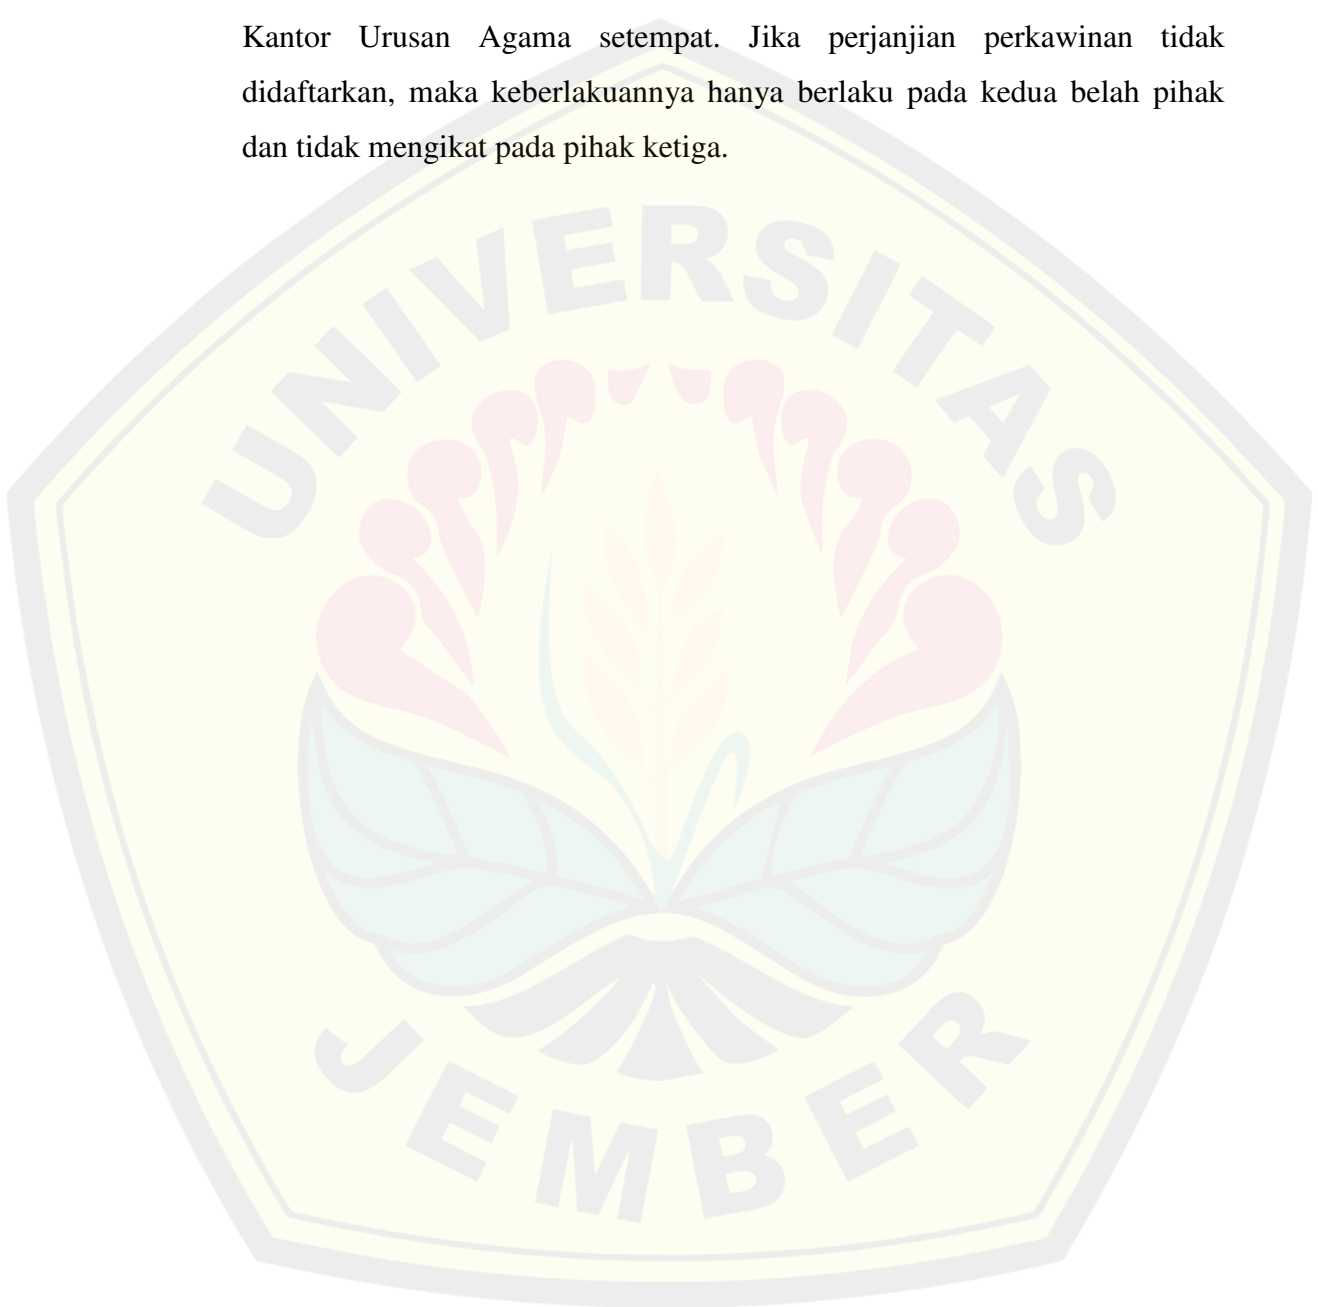 Kantor Urusan Agama setempat. Jika perjanjian perkawinan tidak
didaftarkan, maka keberlakuannya hanya berlaku pada kedua belah pihak
dan tidak mengikat pada pihak ketiga.
UNIVERSITAS
JEMBER